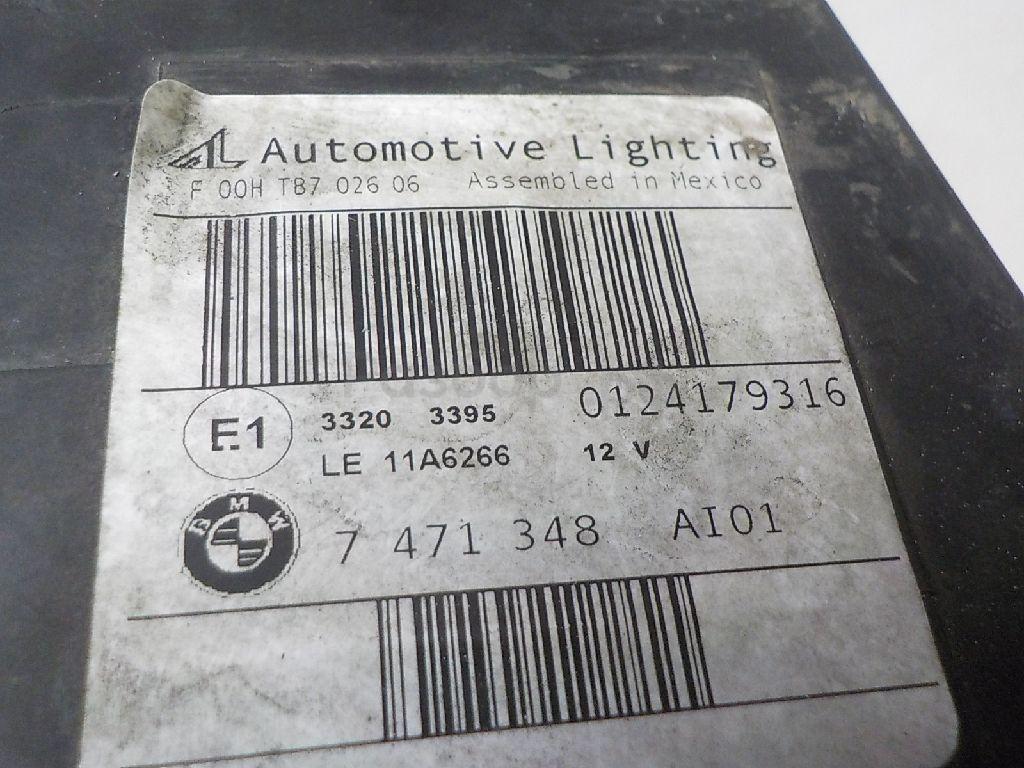 AL Automotive Lighting
F 00H TB7 026 06 Assembled in Mexico
E1 3320 3395 0124179316
LE 11A6266 12 V
BMW 7 471 348 AI01